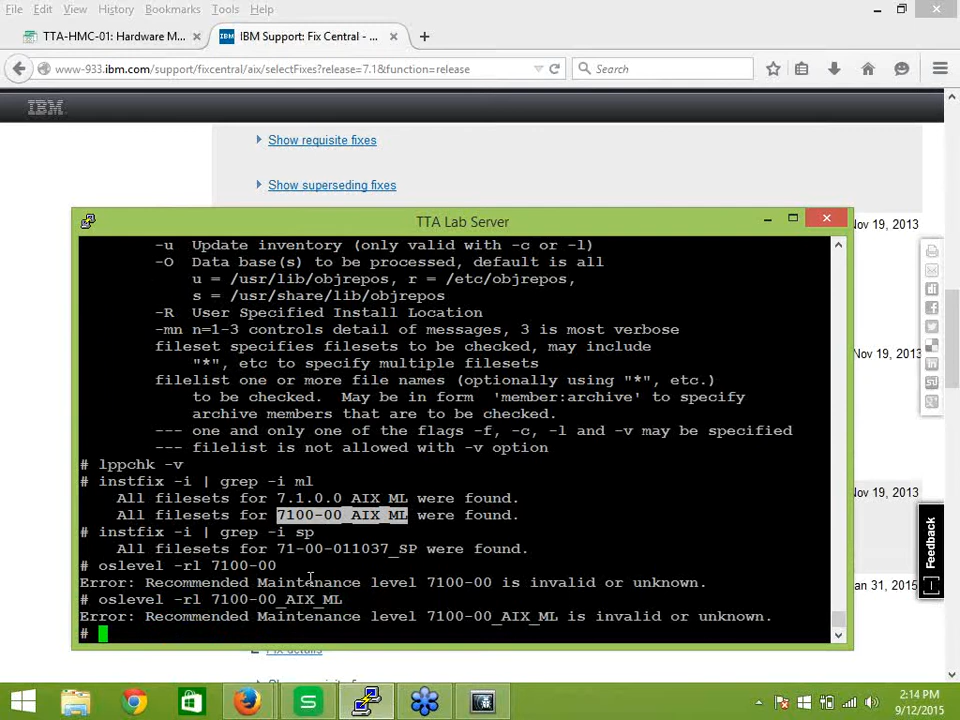 File Edit View History Bookmarks Tools Help
TTA-HMC-01: Hardware M... × IBM Support: Fix Central - ... × +
www-933.ibm.com/support/fixcentral/aix/selectFixes?release=7.1&function=release
Search
IBM
Show requisite fixes
Show superseding fixes
Nov 19, 2013
TTA Lab Server
-u Update inventory (only valid with -c or -l)
-O Data base(s) to be processed, default is all
u = /usr/lib/objrepos, r = /etc/objrepos,
s = /usr/share/lib/objrepos
-R User Specified Install Location
-mn n=1-3 controls detail of messages, 3 is most verbose
fileset specifies filesets to be checked, may include
"*", etc to specify multiple filesets
Nov 19, 2013
filelist one or more file names (optionally using "*", etc.)
to be checked. May be in form 'member:archive' to specify
archive members that are to be checked.
--- one and only one of the flags -f, -c, -l and -v may be specified
--- filelist is not allowed with -v option
# lppchk -v
# instfix -i | grep -i ml
Nov 19, 2013
All filesets for 7.1.0.0_AIX_ML were found.
All filesets for 7100-00_AIX_ML were found.
# instfix -i | grep -i sp
All filesets for 71-00-011037_SP were found.
Feedback
# oslevel -rl 7100-00
Error: Recommended Maintenance level 7100-00 is invalid or unknown.
Jan 31, 2015
# oslevel -rl 7100-00_AIX_ML
Error: Recommended Maintenance level 7100-00_AIX_ML is invalid or unknown.
#
Fix details
2:14 PM
9/12/2015